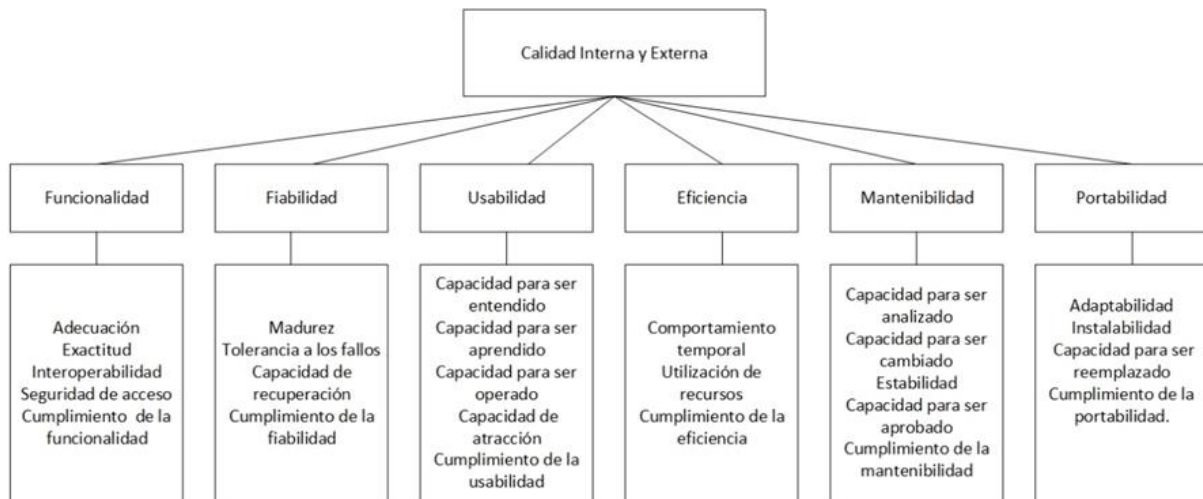 Calidad Interna y Externa
Funcionalidad
Fiabilidad
Usabilidad
Eficiencia
Mantenibilidad
Portabilidad
Adecuación
Exactitud
Interoperabilidad
Seguridad de acceso
Cumplimiento de la
funcionalidad
Madurez
Tolerancia a los fallos
Capacidad de
recuperación
Cumplimiento de la
fiabilidad
Capacidad para ser
entendido
Capacidad para ser
aprendido
Capacidad para ser
operado
Capacidad de
atracción
Cumplimiento de la
usabilidad
Comportamiento
temporal
Utilización de
recursos
Cumplimiento de la
eficiencia
Capacidad para ser
analizado
Capacidad para ser
cambiado
Estabilidad
Capacidad para ser
aprobado
Cumplimiento de la
mantenibilidad
Adaptabilidad
Instalabilidad
Capacidad para ser
reemplazado
Cumplimiento de la
portabilidad.